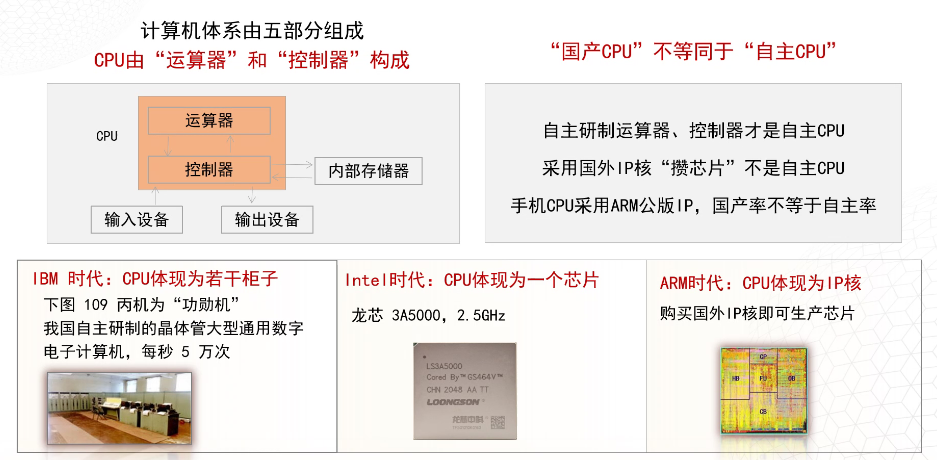 计算机体系由五部分组成
CPU由“运算器”和“控制器”构成
CPU
运算器
控制器
内部存储器
输入设备
输出设备
“国产CPU”不等同于“自主CPU”
自主研制运算器、控制器才是自主CPU
采用国外IP核“攒芯片”不是自主CPU
手机CPU采用ARM公版IP，国产率不等于自主率
IBM 时代：CPU体现为若干柜子
下图 109 丙机为“功勋机”
我国自主研制的晶体管大型通用数字
电子计算机，每秒 5 万次
Intel时代：CPU体现为一个芯片
龙芯 3A5000，2.5GHz
LS3A5000
Cored By™GS464V™
CHN 2048 AA TT
LOONGSON
龙芯中科
ARM时代：CPU体现为IP核
购买国外IP核即可生产芯片